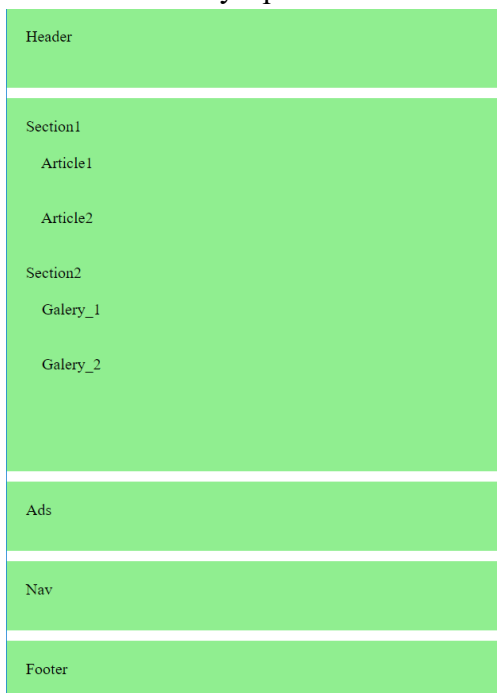 Header
Section1
Article1
Article2
Section2
Galery_1
Galery_2
Ads
Nav
Footer